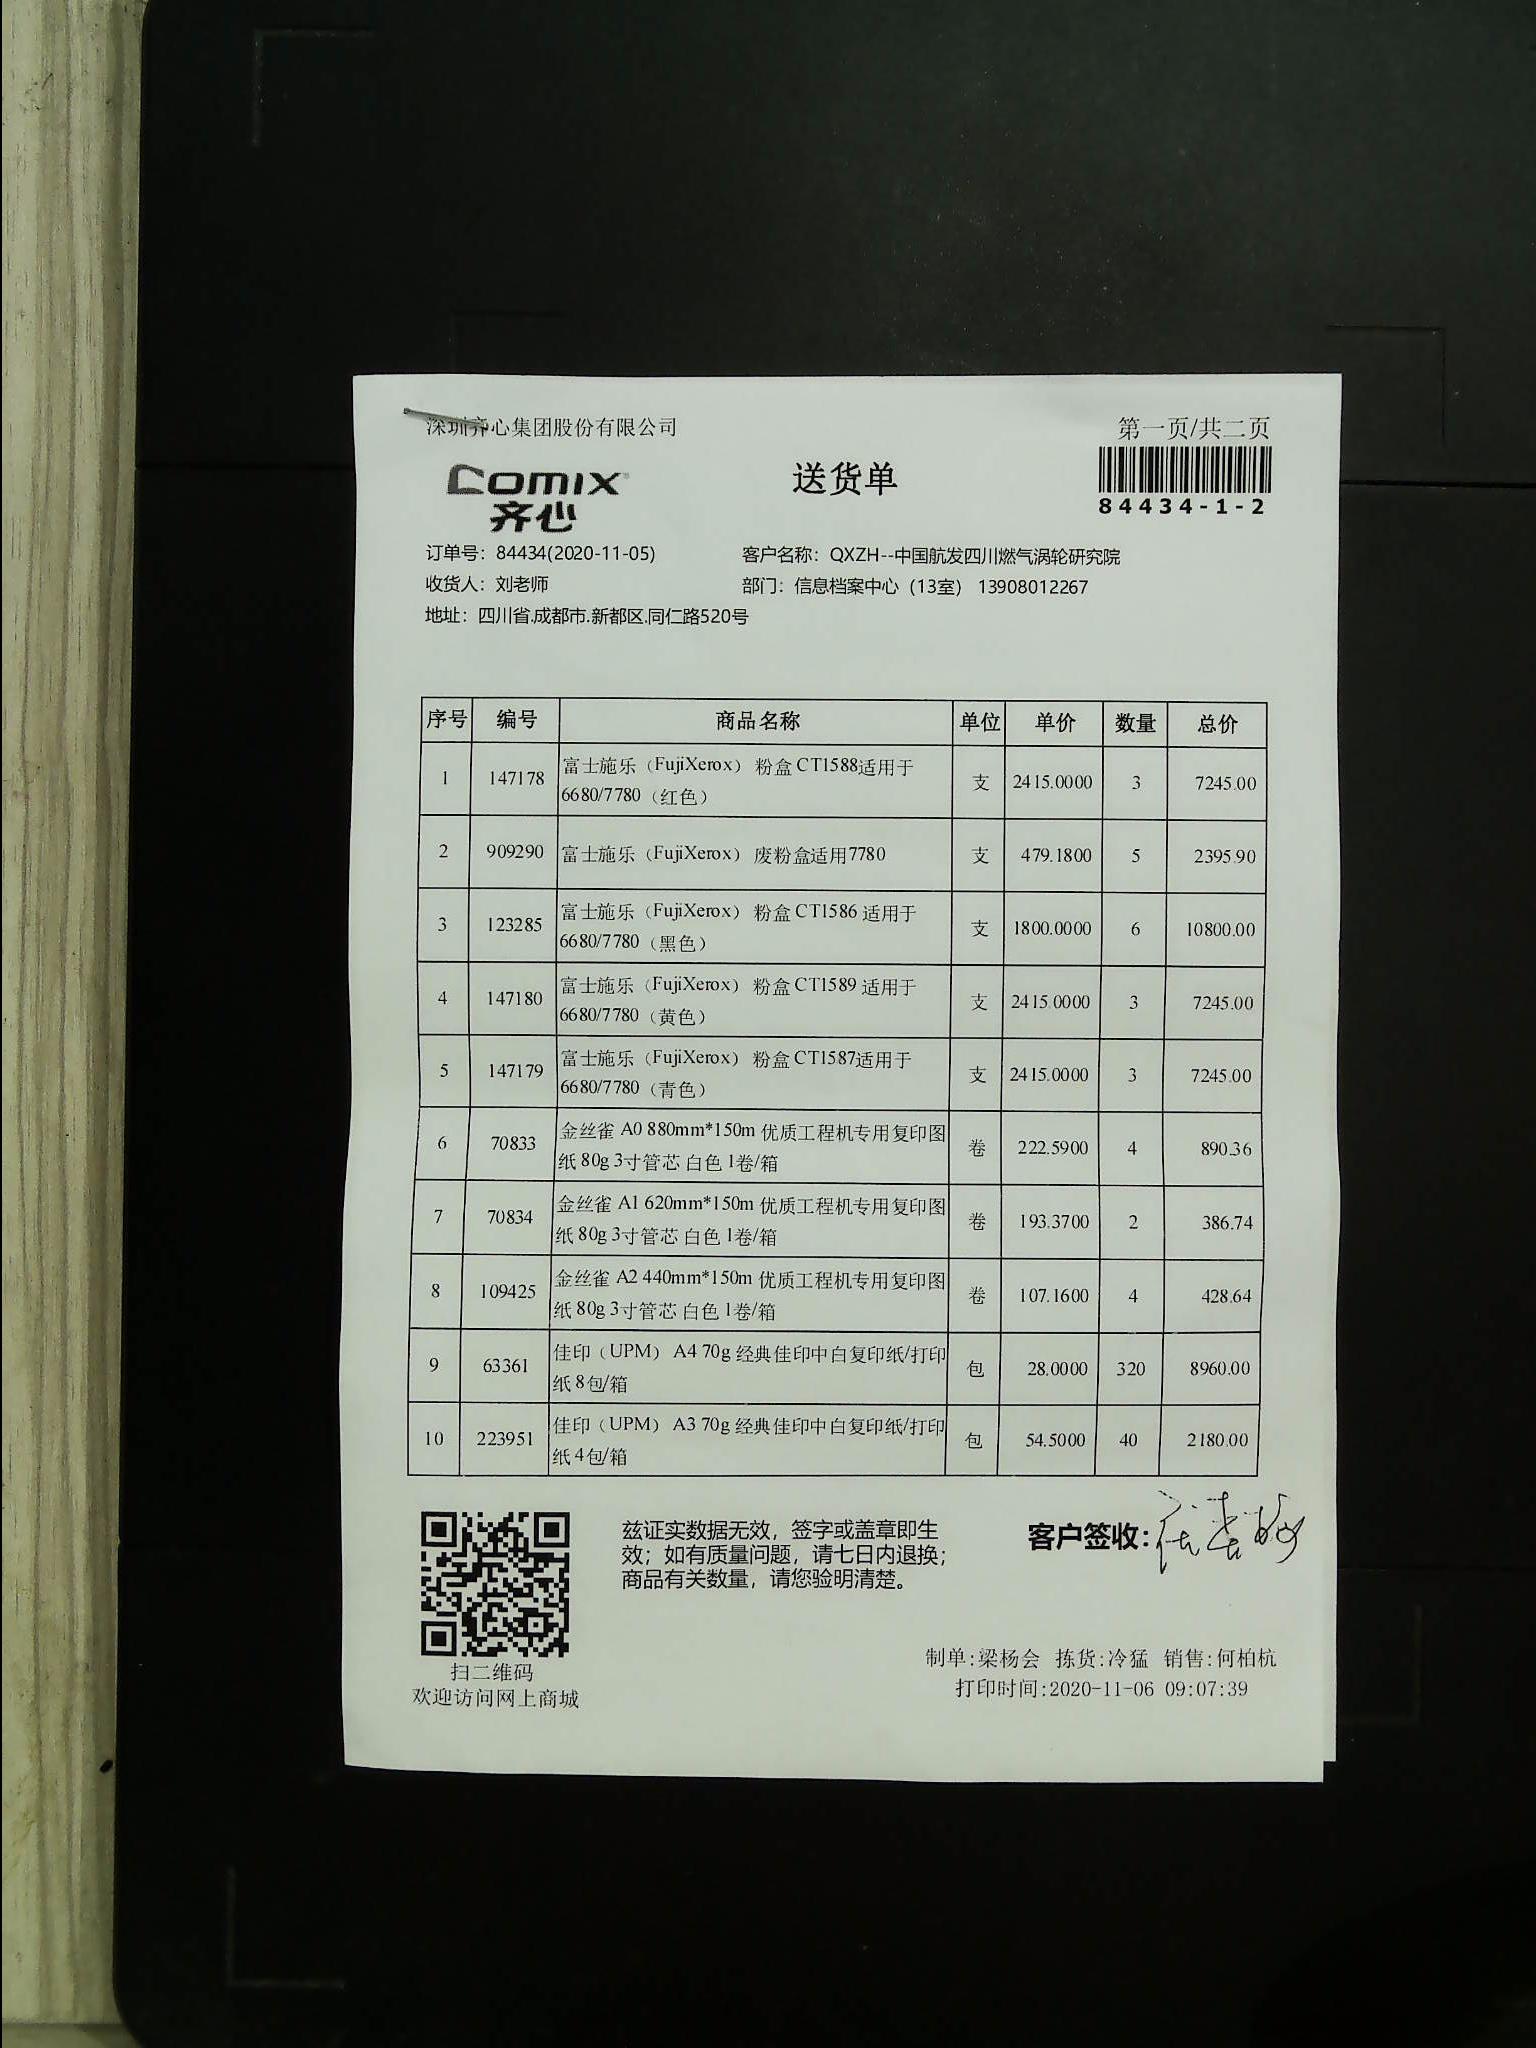 深圳齐心集团股份有限公司
第一页/共二页
Comix
齐心
送货单
84434-1-2
订单号：84434(2020-11-05)
客户名称：QXZH--中国航发四川燃气涡轮研究院
收货人：刘老师
部门：信息档案中心（13室） 13908012267
地址：四川省.成都市.新都区.同仁路520号
序号 编号 商品名称 单位 单价 数量 总价
1 147178 富士施乐（FujiXerox） 粉盒CT1588适用于 支 2415.0000 3 7245.00
6680/7780（红色）
2 909290 富士施乐（FujiXerox） 废粉盒适用7780 支 479.1800 5 2395.90
3 123285 富士施乐（FujiXerox） 粉盒CT1586 适用于 支 1800.0000 6 10800.00
6680/7780（黑色）
4 147180 富士施乐（FujiXerox） 粉盒CT1589 适用于 支 2415.0000 3 7245.00
6680/7780（黄色）
5 147179 富士施乐（FujiXerox） 粉盒CT1587适用于 支 2415.0000 3 7245.00
6680/7780（青色）
6 70833 金丝雀 A0 880mm*150m 优质工程机专用复印图 卷 222.5900 4 890.36
纸 80g 3寸管芯 白色 1卷/箱
7 70834 金丝雀 A1 620mm*150m 优质工程机专用复印图 卷 193.3700 2 386.74
纸 80g 3寸管芯 白色 1卷/箱
8 109425 金丝雀 A2 440mm*150m 优质工程机专用复印图 卷 107.1600 4 428.64
纸 80g 3寸管芯 白色 1卷/箱
9 63361 佳印（UPM） A4 70g 经典佳印中白复印纸/打印 包 28.0000 320 8960.00
纸 8包/箱
10 223951 佳印（UPM） A3 70g 经典佳印中白复印纸/打印 包 54.5000 40 2180.00
纸 4包/箱
兹证实数据无效，签字或盖章即生
效；如有质量问题，请七日内退换；
商品有关数量，请您验明清楚。
客户签收：
扫二维码
欢迎访问网上商城
制单:梁杨会 拣货:冷猛 销售:何柏杭
打印时间:2020-11-06 09:07:39